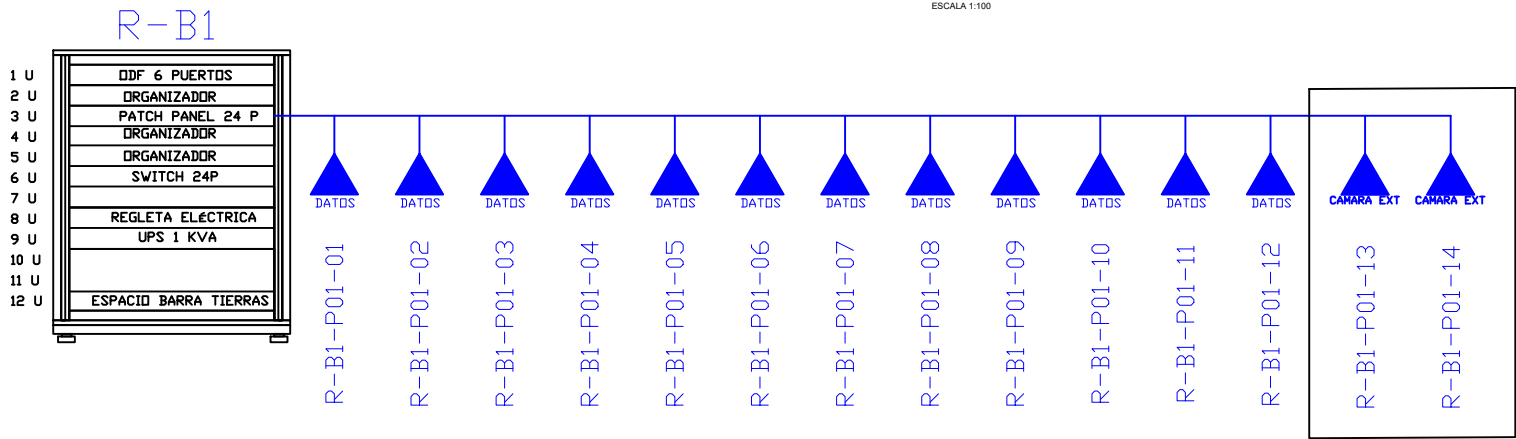 ESCALA 1:100
R-B1
1 U
ODF 6 PUERTOS
2 U
ORGANIZADOR
3 U
PATCH PANEL 24 P
4 U
ORGANIZADOR
5 U
ORGANIZADOR
6 U
SWITCH 24P
7 U
8 U
REGLETA ELÉCTRICA
9 U
UPS 1 KVA
10 U
11 U
12 U
ESPACIO BARRA TIERRAS
DATOS
DATOS
DATOS
DATOS
DATOS
DATOS
DATOS
DATOS
DATOS
DATOS
DATOS
DATOS
CAMARA EXT
CAMARA EXT
R-B1-P01-01
R-B1-P01-02
R-B1-P01-03
R-B1-P01-04
R-B1-P01-05
R-B1-P01-06
R-B1-P01-07
R-B1-P01-08
R-B1-P01-09
R-B1-P01-10
R-B1-P01-11
R-B1-P01-12
R-B1-P01-13
R-B1-P01-14